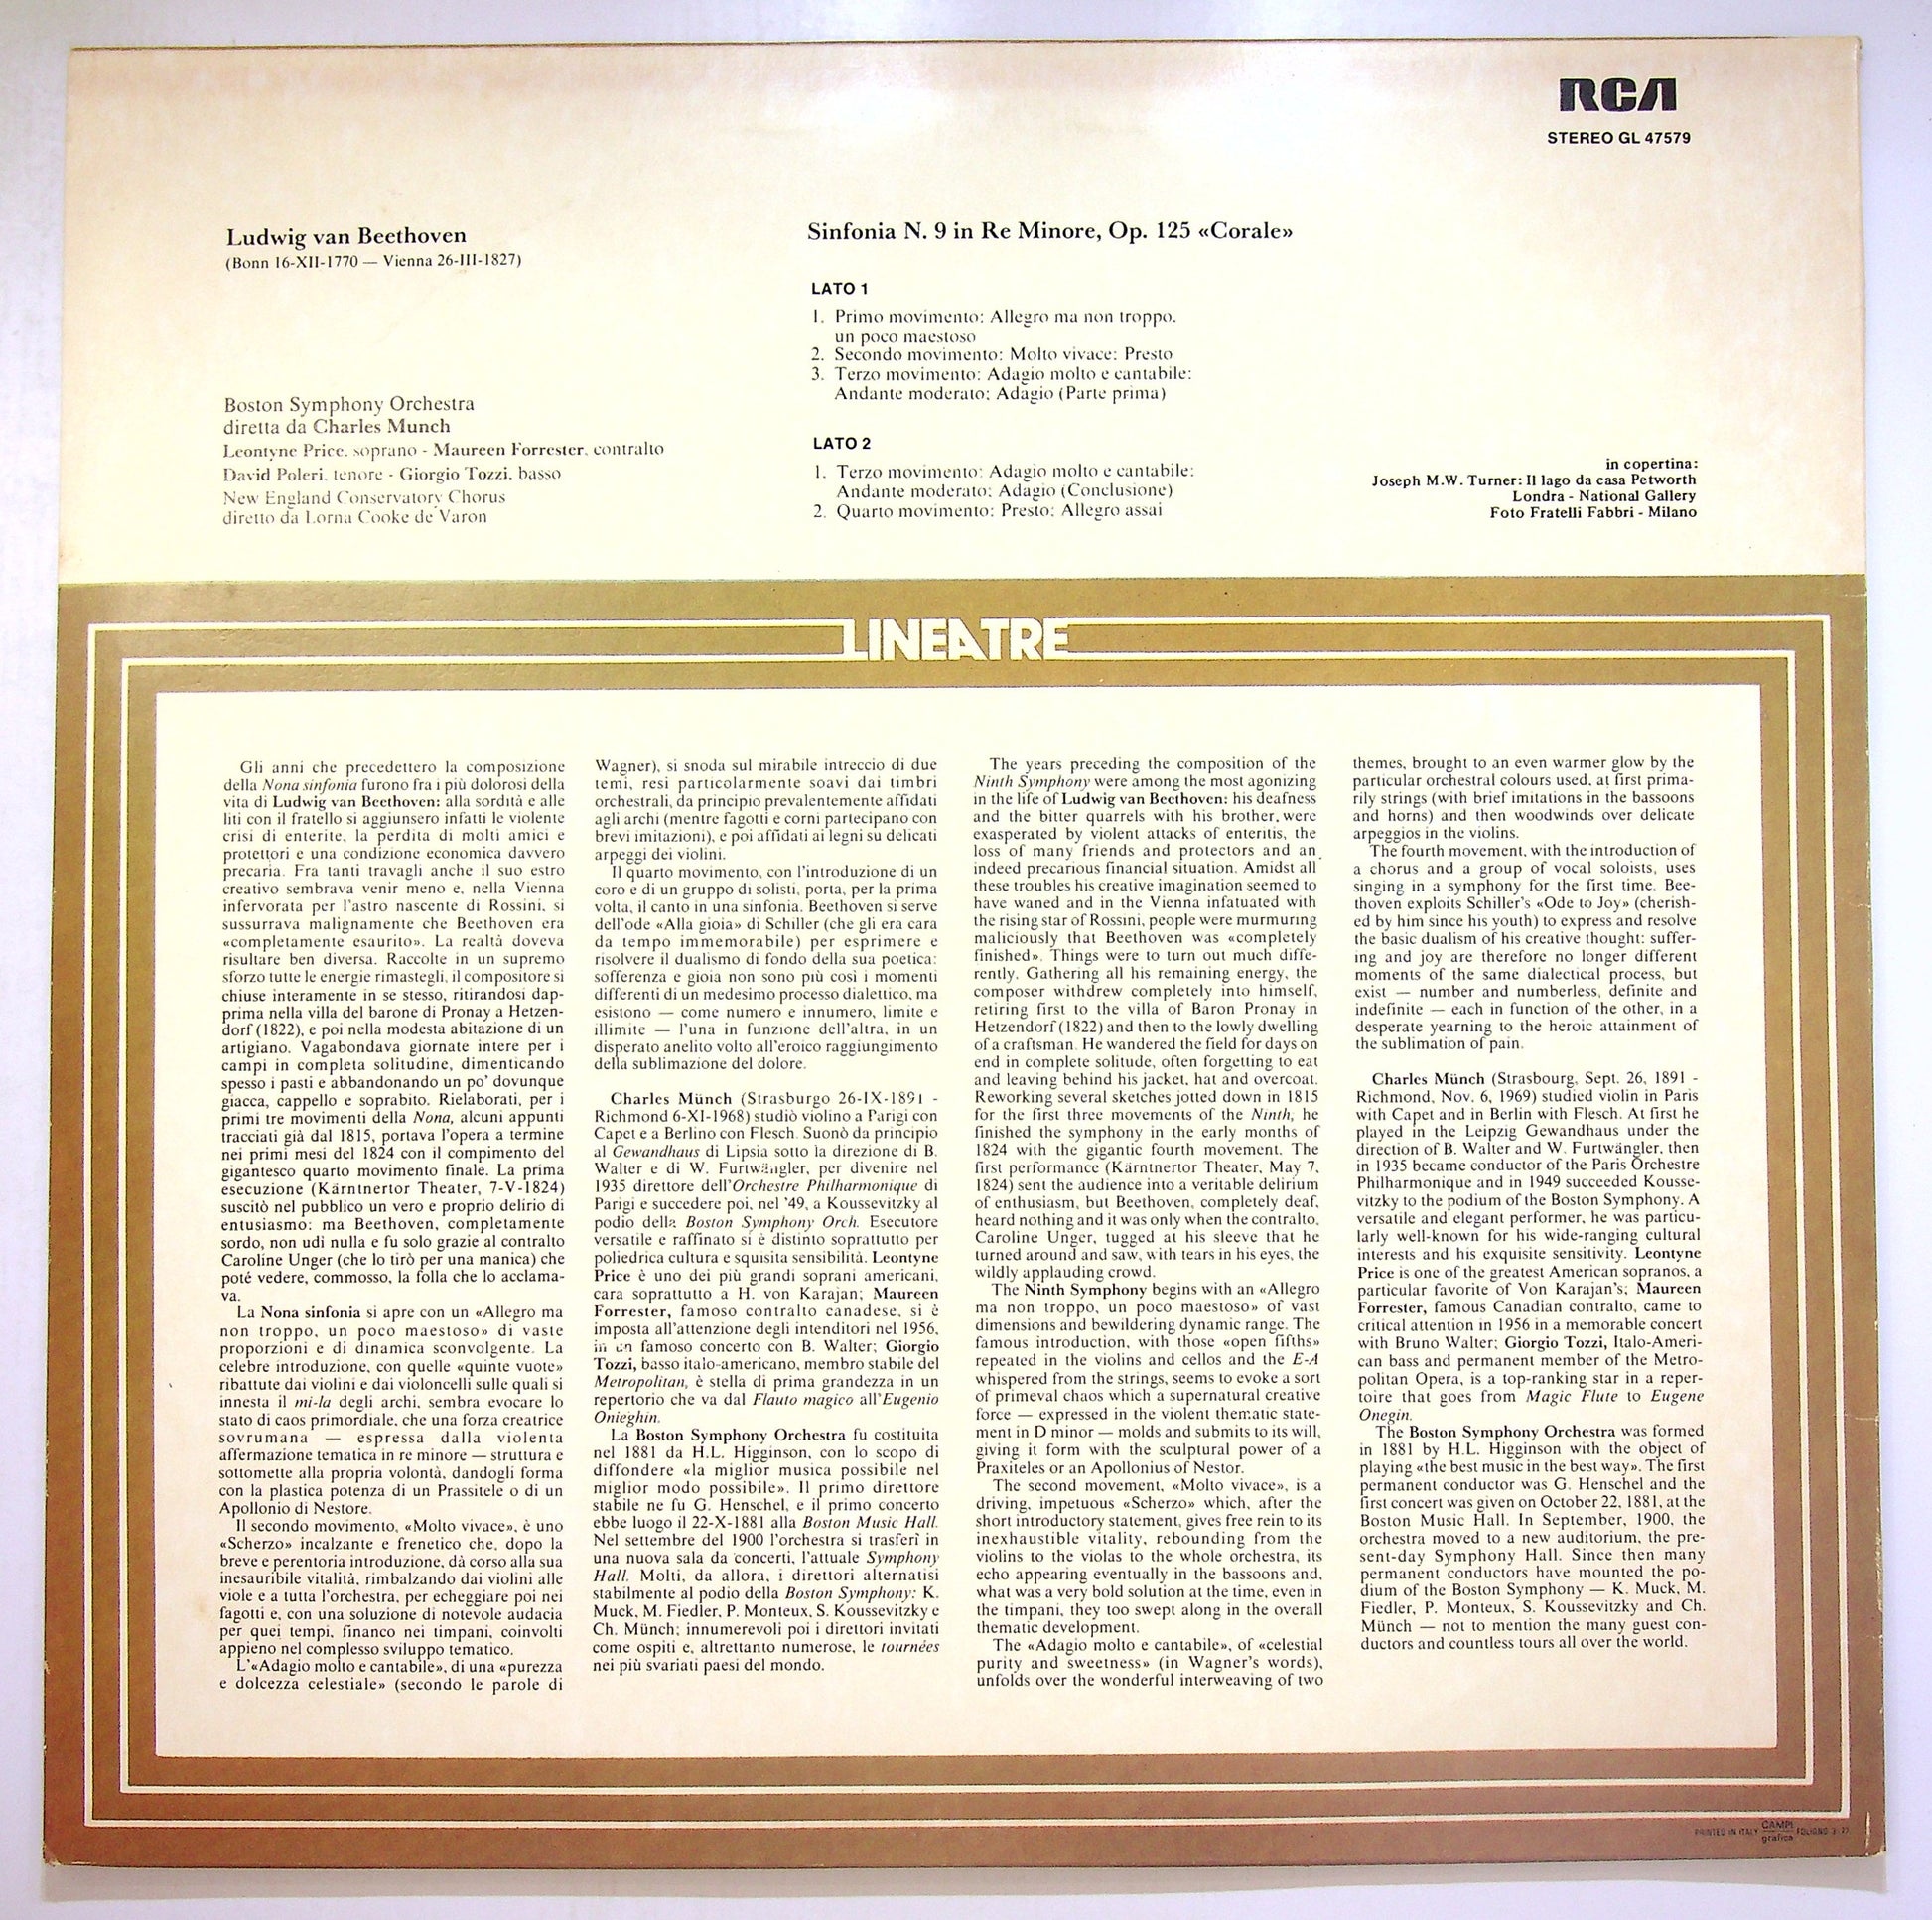 RCA
STEREO GL 47579
Ludwig van Beethoven
(Bonn 16-XII-1770 — Vienna 26-III-1827)
Boston Symphony Orchestra
diretta da Charles Munch
Leontyne Price, soprano - Maureen Forrester, contralto
David Poleri, tenore - Giorgio Tozzi, basso
New England Conservatory Chorus
diretto da Lorna Cooke de Varon
Sinfonia N. 9 in Re Minore, Op. 125 «Corale»
LATO 1
1. Primo movimento: Allegro ma non troppo,
un poco maestoso
2. Secondo movimento: Molto vivace: Presto
3. Terzo movimento: Adagio molto e cantabile:
Andante moderato: Adagio (Parte prima)
LATO 2
1. Terzo movimento: Adagio molto e cantabile:
Andante moderato; Adagio (Conclusione)
2. Quarto movimento: Presto: Allegro assai
in copertina:
Joseph M.W. Turner: Il lago da casa Petworth
Londra - National Gallery
Foto Fratelli Fabbri - Milano
LINEATRE
Gli anni che precedettero la composizione
della Nona sinfonia furono fra i più dolorosi della
vita di Ludwig van Beethoven: alla sordità e alle
liti con il fratello si aggiunsero infatti le violente
crisi di enterite, la perdita di molti amici e
protettori e una condizione economica davvero
precaria. Fra tanti travagli anche il suo estro
creativo sembrava venir meno e, nella Vienna
infervorata per l'astro nascente di Rossini, si
sussurrava malignamente che Beethoven era
«completamente esaurito». La realtà doveva
risultare ben diversa. Raccolte in un supremo
sforzo tutte le energie rimastegli, il compositore si
chiuse interamente in se stesso, ritirandosi dap-
prima nella villa del barone di Pronay a Hetzen-
dorf (1822), e poi nella modesta abitazione di un
artigiano. Vagabondava giornate intere per i
campi in completa solitudine, dimenticando
spesso i pasti e abbandonando un po' dovunque
giacca, cappello e soprabito. Rielaborati, per i
primi tre movimenti della Nona, alcuni appunti
tracciati già dal 1815, portava l'opera a termine
nei primi mesi del 1824 con il compimento del
gigantesco quarto movimento finale. La prima
esecuzione (Kärntnertor Theater, 7-V-1824)
suscitò nel pubblico un vero e proprio delirio di
entusiasmo: ma Beethoven, completamente
sordo, non udì nulla e fu solo grazie al contralto
Caroline Unger (che lo tirò per una manica) che
poté vedere, commosso, la folla che lo acclama-
va.
La Nona sinfonia si apre con un «Allegro ma
non troppo, un poco maestoso» di vaste
proporzioni e di dinamica sconvolgente. La
celebre introduzione, con quelle «quinte vuote»
ribattute dai violini e dai violoncelli sulle quali si
innesta il mi-la degli archi, sembra evocare lo
stato di caos primordiale, che una forza creatrice
sovrumana — espressa dalla violenta
affermazione tematica in re minore — struttura e
sottomette alla propria volontà, dandogli forma
con la plastica potenza di un Prassitele o di un
Apollonio di Nestore.
Il secondo movimento, «Molto vivace», è uno
«Scherzo» incalzante e frenetico che, dopo la
breve e perentoria introduzione, dà corso alla sua
inesauribile vitalità, rimbalzando dai violini alle
viole e a tutta l'orchestra, per echeggiare poi nei
fagotti e, con una soluzione di notevole audacia
per quei tempi, financo nei timpani, coinvolti
appieno nel complesso sviluppo tematico.
L'«Adagio molto e cantabile», di una «purezza
e dolcezza celestiale» (secondo le parole di
Wagner), si snoda sul mirabile intreccio di due
temi, resi particolarmente soavi dai timbri
orchestrali, da principio prevalentemente affidati
agli archi (mentre fagotti e corni partecipano con
brevi imitazioni), e poi affidati ai legni su delicati
arpeggi dei violini.
Il quarto movimento, con l'introduzione di un
coro e di un gruppo di solisti, porta, per la prima
volta, il canto in una sinfonia. Beethoven si serve
dell'ode «Alla gioia» di Schiller (che gli era cara
da tempo immemorabile) per esprimere e
risolvere il dualismo di fondo della sua poetica:
sofferenza e gioia non sono più così i momenti
differenti di un medesimo processo dialettico, ma
esistono — come numero e innumero, limite e
illimite — l'una in funzione dell'altra, in un
disperato anelito volto all'eroico raggiungimento
della sublimazione del dolore.
Charles Münch (Strasburgo 26-IX-1891 -
Richmond 6-XI-1968) studiò violino a Parigi con
Capet e a Berlino con Flesch. Suonò da principio
al Gewandhaus di Lipsia sotto la direzione di B.
Walter e di W. Furtwängler, per divenire nel
1935 direttore dell'Orchestre Philharmonique di
Parigi e succedere poi, nel '49, a Koussevitzky al
podio della Boston Symphony Orch. Esecutore
versatile e raffinato si è distinto soprattutto per
poliedrica cultura e squisita sensibilità. Leontyne
Price è uno dei più grandi soprani americani,
cara soprattutto a H. von Karajan; Maureen
Forrester, famoso contralto canadese, si è
imposta all'attenzione degli intenditori nel 1956,
in un famoso concerto con B. Walter; Giorgio
Tozzi, basso italo-americano, membro stabile del
Metropolitan, è stella di prima grandezza in un
repertorio che va dal Flauto magico all'Eugenio
Onieghin.
La Boston Symphony Orchestra fu costituita
nel 1881 da H.L. Higginson, con lo scopo di
diffondere «la miglior musica possibile nel
miglior modo possibile». Il primo direttore
stabile ne fu G. Henschel, e il primo concerto
ebbe luogo il 22-X-1881 alla Boston Music Hall.
Nel settembre del 1900 l'orchestra si trasferì in
una nuova sala da concerti, l'attuale Symphony
Hall. Molti, da allora, i direttori alternatisi
stabilmente al podio della Boston Symphony: K.
Muck, M. Fiedler, P. Monteux, S. Koussevitzky e
Ch. Münch; innumerevoli poi i direttori invitati
come ospiti e, altrettanto numerose, le tournées
nei più svariati paesi del mondo.
The years preceding the composition of the
Ninth Symphony were among the most agonizing
in the life of Ludwig van Beethoven: his deafness
and the bitter quarrels with his brother, were
exasperated by violent attacks of enteritis, the
loss of many friends and protectors and an
indeed precarious financial situation. Amidst all
these troubles his creative imagination seemed to
have waned and in the Vienna infatuated with
the rising star of Rossini, people were murmuring
maliciously that Beethoven was «completely
finished». Things were to turn out much diffe-
rently. Gathering all his remaining energy, the
composer withdrew completely into himself,
retiring first to the villa of Baron Pronay in
Hetzendorf (1822) and then to the lowly dwelling
of a craftsman. He wandered the field for days on
end in complete solitude, often forgetting to eat
and leaving behind his jacket, hat and overcoat.
Reworking several sketches jotted down in 1815
for the first three movements of the Ninth, he
finished the symphony in the early months of
1824 with the gigantic fourth movement. The
first performance (Kärntnertor Theater, May 7,
1824) sent the audience into a veritable delirium
of enthusiasm, but Beethoven, completely deaf,
heard nothing and it was only when the contralto,
Caroline Unger, tugged at his sleeve that he
turned around and saw, with tears in his eyes, the
wildly applauding crowd.
The Ninth Symphony begins with an «Allegro
ma non troppo, un poco maestoso» of vast
dimensions and bewildering dynamic range. The
famous introduction, with those «open fifths»
repeated in the violins and cellos and the E-A
whispered from the strings, seems to evoke a sort
of primeval chaos which a supernatural creative
force — expressed in the violent thematic state-
ment in D minor — molds and submits to its will,
giving it form with the sculptural power of a
Praxiteles or an Apollonius of Nestor.
The second movement, «Molto vivace», is a
driving, impetuous «Scherzo» which, after the
short introductory statement, gives free rein to its
inexhaustible vitality, rebounding from the
violins to the violas to the whole orchestra, its
echo appearing eventually in the bassoons and,
what was a very bold solution at the time, even in
the timpani, they too swept along in the overall
thematic development.
The «Adagio molto e cantabile», of «celestial
purity and sweetness» (in Wagner's words),
unfolds over the wonderful interweaving of two
themes, brought to an even warmer glow by the
particular orchestral colours used, at first prima-
rily strings (with brief imitations in the bassoons
and horns) and then woodwinds over delicate
arpeggios in the violins.
The fourth movement, with the introduction of
a chorus and a group of vocal soloists, uses
singing in a symphony for the first time. Bee-
thoven exploits Schiller's «Ode to Joy» (cherish-
ed by him since his youth) to express and resolve
the basic dualism of his creative thought: suffer-
ing and joy are therefore no longer different
moments of the same dialectical process, but
exist — number and numberless, definite and
indefinite — each in function of the other, in a
desperate yearning to the heroic attainment of
the sublimation of pain.
Charles Münch (Strasbourg, Sept. 26, 1891 -
Richmond, Nov. 6, 1969) studied violin in Paris
with Capet and in Berlin with Flesch. At first he
played in the Leipzig Gewandhaus under the
direction of B. Walter and W. Furtwängler, then
in 1935 became conductor of the Paris Orchestre
Philharmonique and in 1949 succeeded Kousse-
vitzky to the podium of the Boston Symphony. A
versatile and elegant performer, he was particu-
larly well-known for his wide-ranging cultural
interests and his exquisite sensitivity. Leontyne
Price is one of the greatest American sopranos, a
particular favorite of Von Karajan's; Maureen
Forrester, famous Canadian contralto, came to
critical attention in 1956 in a memorable concert
with Bruno Walter; Giorgio Tozzi, Italo-Ameri-
can bass and permanent member of the Metro-
politan Opera, is a top-ranking star in a reper-
toire that goes from Magic Flute to Eugene
Onegin.
The Boston Symphony Orchestra was formed
in 1881 by H.L. Higginson with the object of
playing «the best music in the best way». The first
permanent conductor was G. Henschel and the
first concert was given on October 22, 1881, at the
Boston Music Hall. In September, 1900, the
orchestra moved to a new auditorium, the pre-
sent-day Symphony Hall. Since then many
permanent conductors have mounted the po-
dium of the Boston Symphony — K. Muck, M.
Fiedler, P. Monteux, S. Koussevitzky and Ch.
Münch — not to mention the many guest con-
ductors and countless tours all over the world.
PRINTED IN ITALY CAMPI grafica FOLIGNO